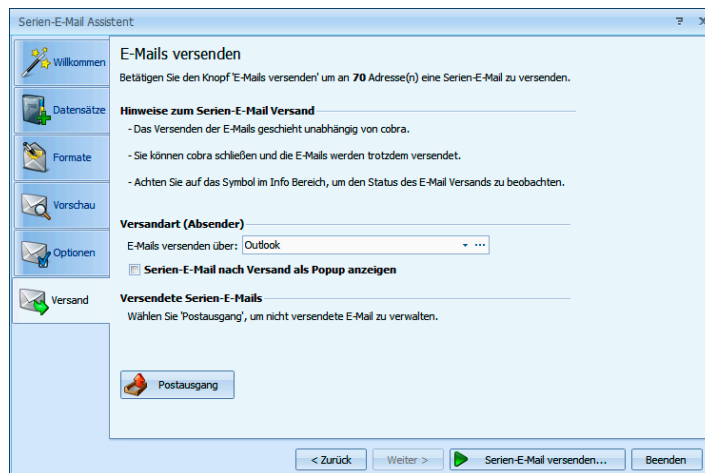 Serien-E-Mail Assistent
Willkommen
Datensätze
Formate
Vorschau
Optionen
Versand
E-Mails versenden
Betätigen Sie den Knopf 'E-Mails versenden' um an 70 Adresse(n) eine Serien-E-Mail zu versenden.
Hinweise zum Serien-E-Mail Versand
- Das Versenden der E-Mails geschieht unabhängig von cobra.
- Sie können cobra schließen und die E-Mails werden trotzdem versendet.
- Achten Sie auf das Symbol im Info Bereich, um den Status des E-Mail Versands zu beobachten.
Versandart (Absender)
E-Mails versenden über: Outlook
Serien-E-Mail nach Versand als Popup anzeigen
Versendete Serien-E-Mails
Wählen Sie 'Postausgang', um nicht versendete E-Mail zu verwalten.
Postausgang
< Zurück Weiter > Serien-E-Mail versenden... Beenden